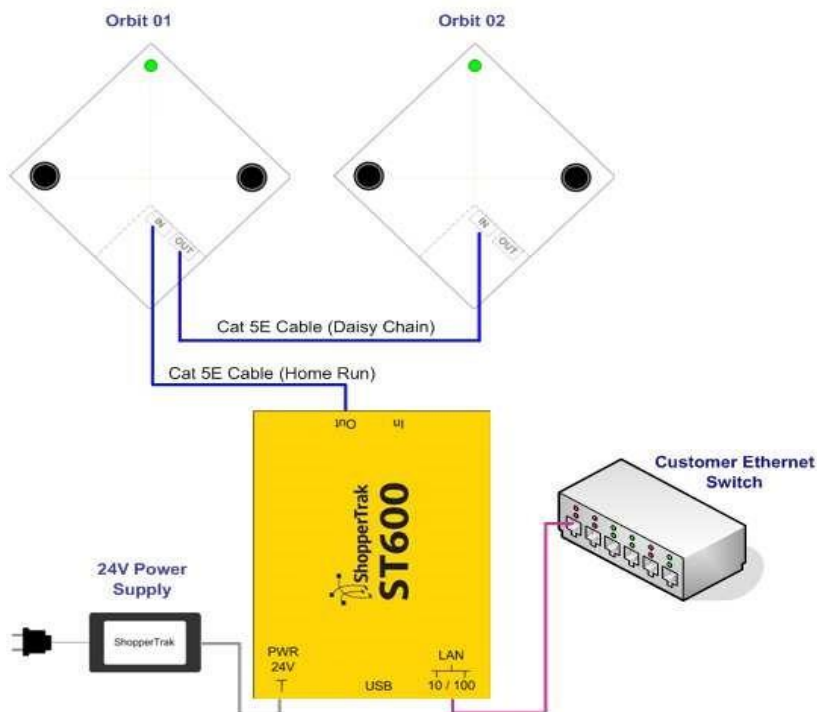 Orbit 01
Orbit 02
IN
OUT
IN
OUT
Cat 5E Cable (Daisy Chain)
Cat 5E Cable (Home Run)
Out
In
ShopperTrak
ST600
Customer Ethernet
Switch
24V Power
Supply
ShopperTrak
PWR
24V
USB
LAN
10 / 100